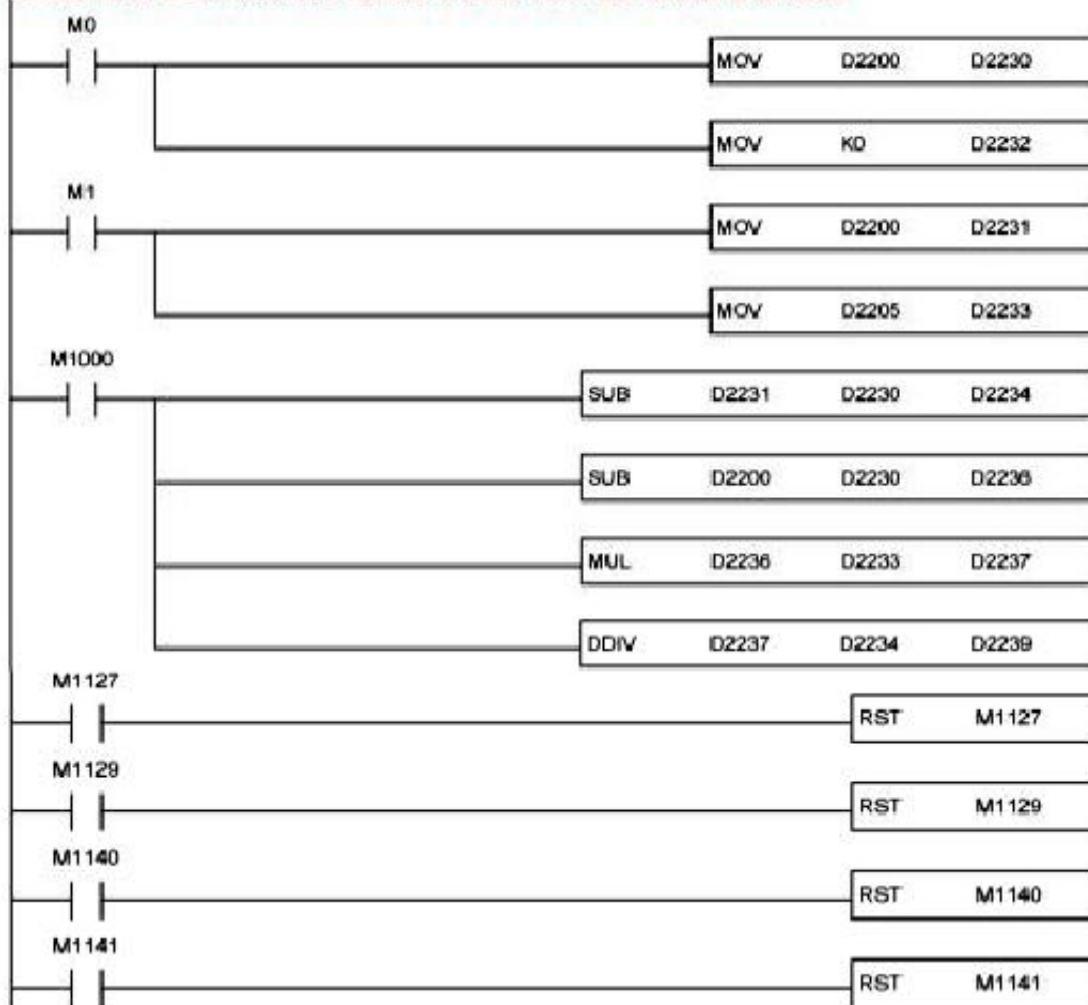 M0
MOV D2200 D2230
MOV K0 D2232
M1
MOV D2200 D2231
MOV D2205 D2233
M1000
SUB D2231 D2230 D2234
SUB D2200 D2230 D2236
MUL D2236 D2233 D2237
DDIV D2237 D2234 D2239
M1127
RST M1127
M1129
RST M1129
M1140
RST M1140
M1141
RST M1141